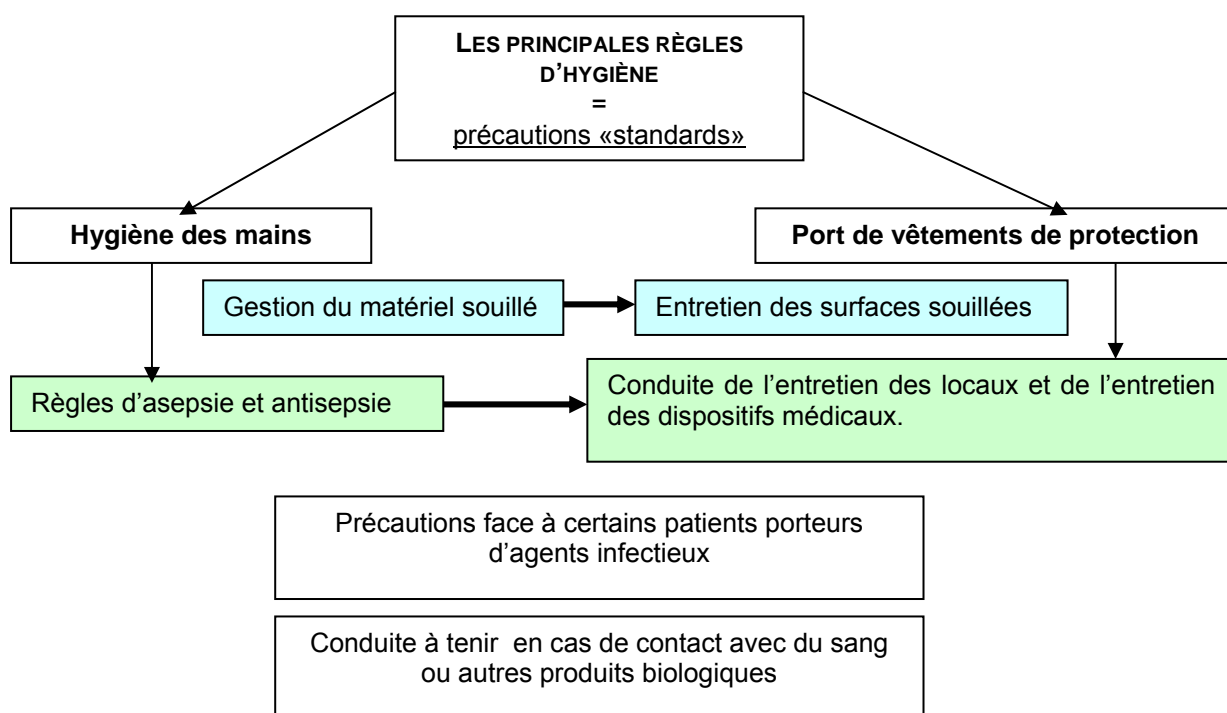 LES PRINCIPALES RÈGLES
D’HYGIÈNE
=
précautions «standards»
Hygiène des mains
Port de vêtements de protection
Gestion du matériel souillé
Entretien des surfaces souillées
Règles d’asepsie et antisepsie
Conduite de l’entretien des locaux et de l’entretien
des dispositifs médicaux.
Précautions face à certains patients porteurs
d’agents infectieux
Conduite à tenir en cas de contact avec du sang
ou autres produits biologiques